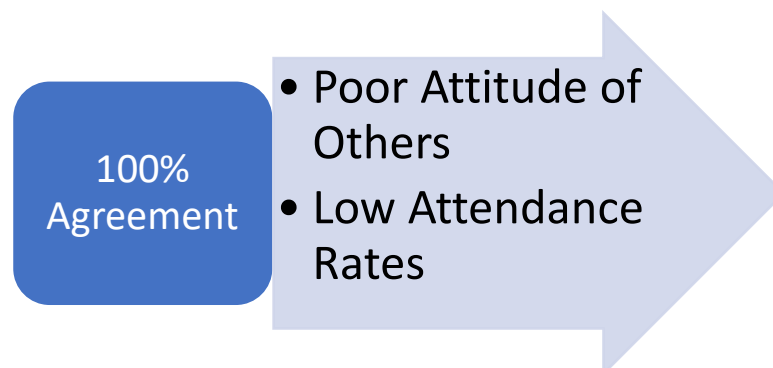 100%
Agreement
• Poor Attitude of
Others
• Low Attendance
Rates